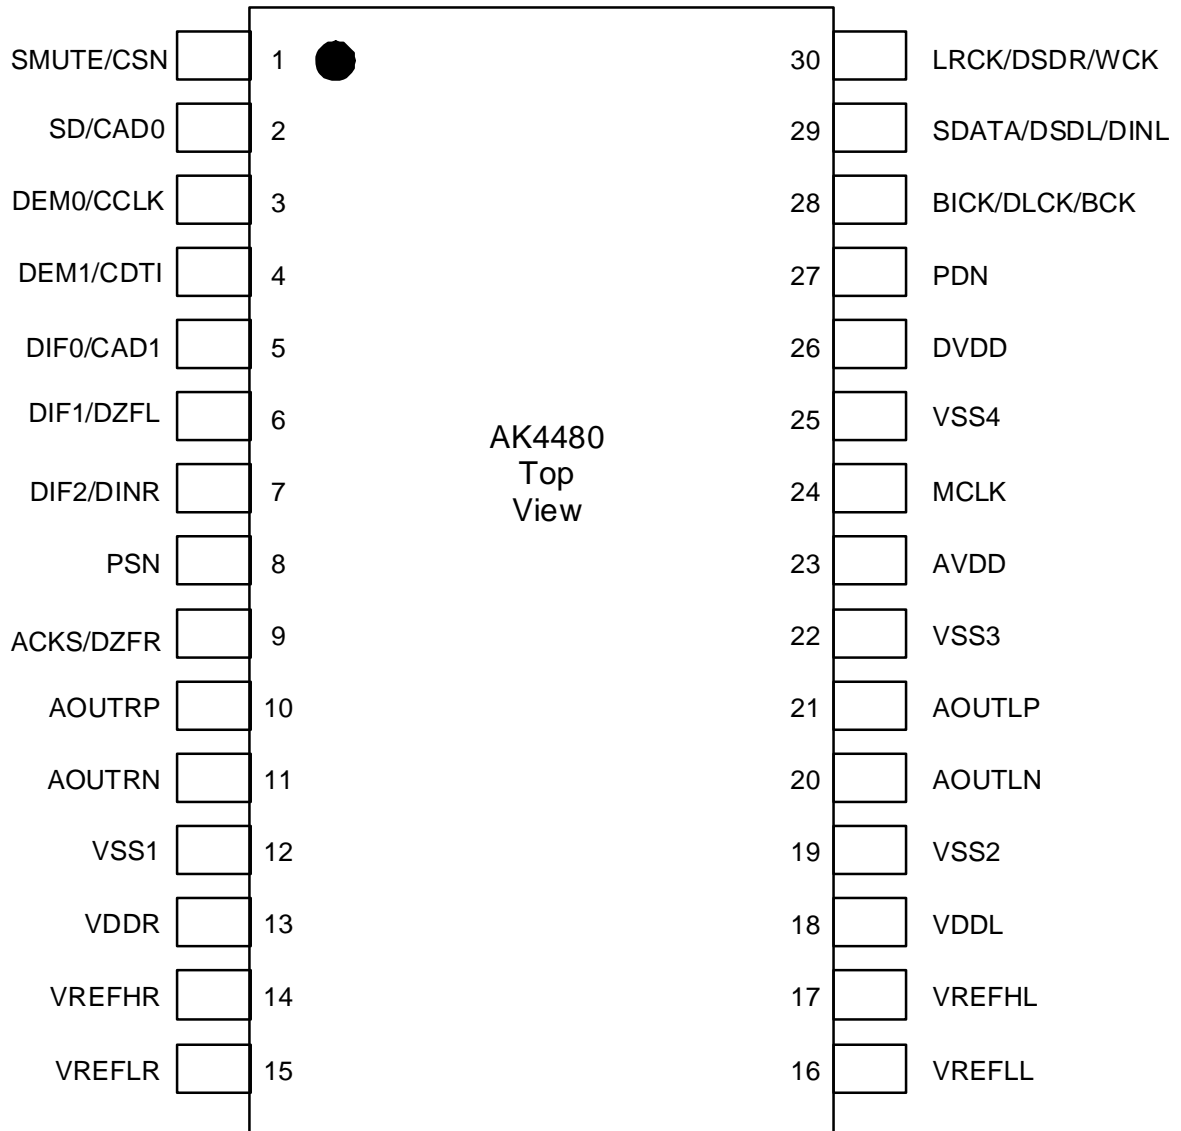 SMUTE/CSN 1 30 LRCK/DSDR/WCK
SD/CAD0 2 29 SDATA/DSDL/DINL
DEM0/CCLK 3 28 BICK/DLCK/BCK
DEM1/CDTI 4 27 PDN
DIF0/CAD1 5 26 DVDD
DIF1/DZFL 6 25 VSS4
AK4480
Top
View
DIF2/DINR 7 24 MCLK
PSN 8 23 AVDD
ACKS/DZFR 9 22 VSS3
AOUTRP 10 21 AOUTLP
AOUTRN 11 20 AOUTLN
VSS1 12 19 VSS2
VDDR 13 18 VDDL
VREFHR 14 17 VREFHL
VREFLR 15 16 VREFLL